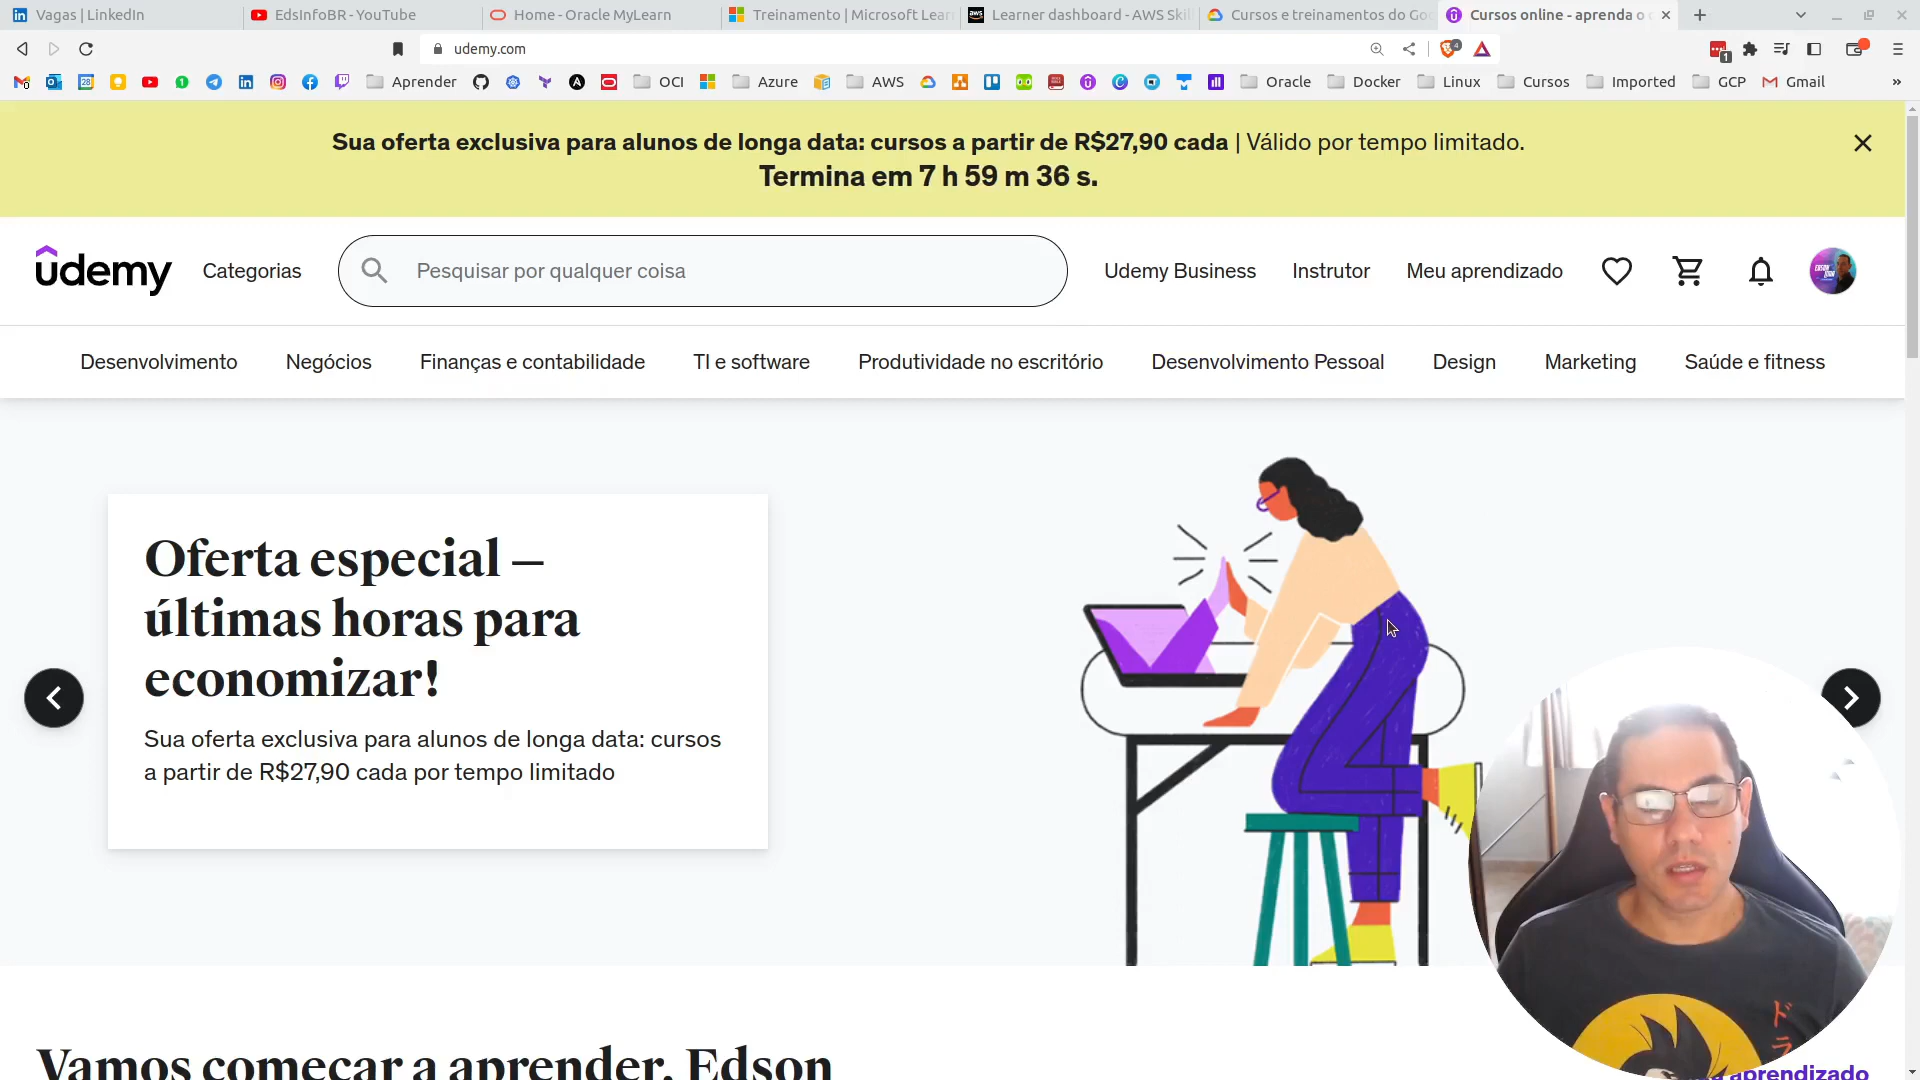 Vagas | LinkedIn
EdsInfoBR - YouTube
Home - Oracle MyLearn
Treinamento | Microsoft Lear
Learner dashboard - AWS Skil
Cursos e treinamentos do Go
Cursos online - aprenda o
udemy.com
Aprender
OCI
Azure
AWS
Oracle
Docker
Linux
Cursos
Imported
GCP
Gmail
Sua oferta exclusiva para alunos de longa data: cursos a partir de R$27,90 cada | Válido por tempo limitado.
Termina em 7 h 59 m 36 s.
udemy
Categorias
Pesquisar por qualquer coisa
Udemy Business
Instrutor
Meu aprendizado
Desenvolvimento
Negócios
Finanças e contabilidade
TI e software
Produtividade no escritório
Desenvolvimento Pessoal
Design
Marketing
Saúde e fitness
Oferta especial –
últimas horas para
economizar!
Sua oferta exclusiva para alunos de longa data: cursos
a partir de R$27,90 cada por tempo limitado
Vamos começar a aprender, Edson
aprendizado